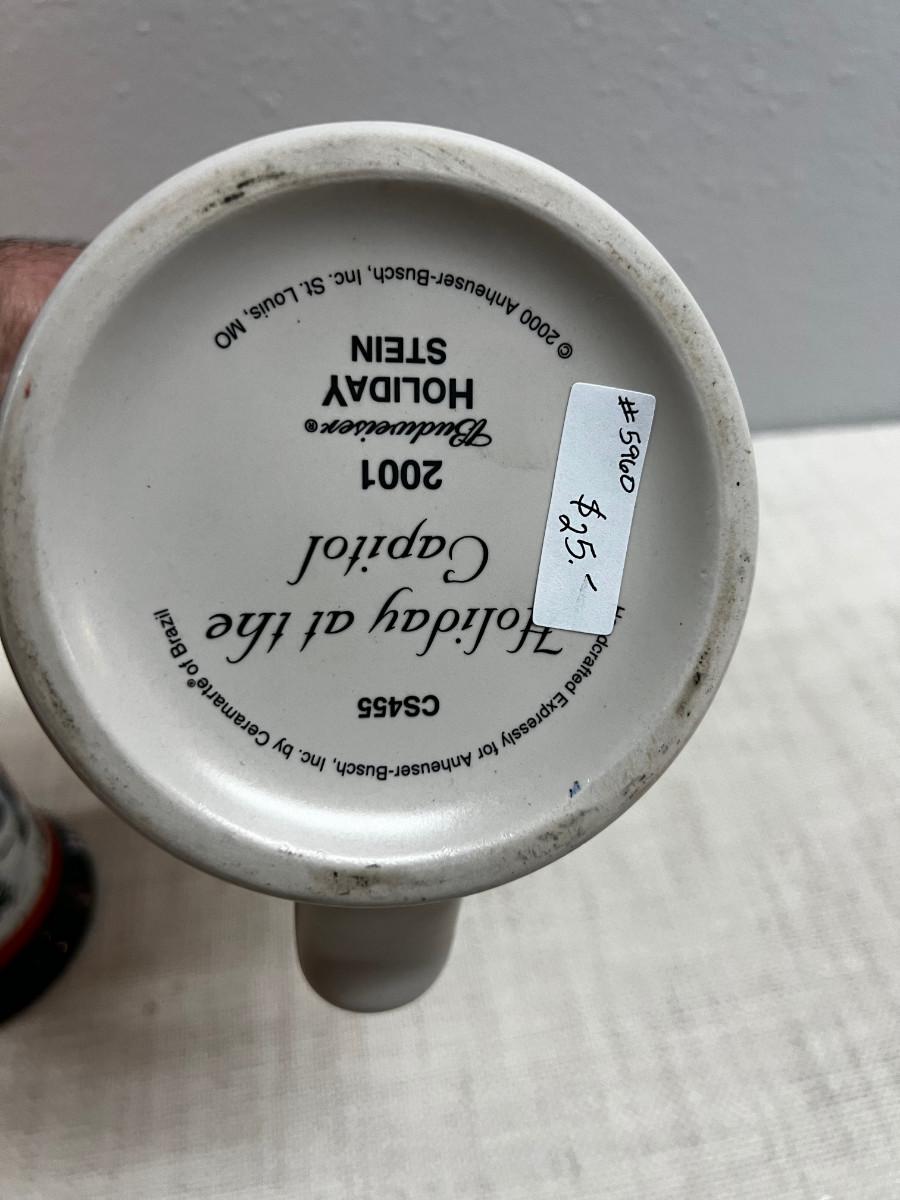 © 2000 Anheuser-Busch, Inc. St. Louis, MO
HOLIDAY
STEIN
Budweiser®
2001
Holiday at the
Capitol
CS455
Handcrafted Expressly for Anheuser-Busch, Inc. by Ceramarte® of Brazil
#5960
$25.